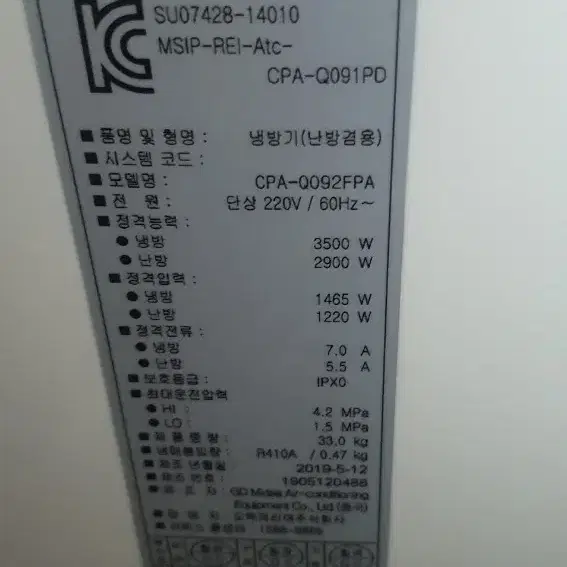 SU07428-14010
MSIP-REI-Atc-
CPA-Q091PD
■ 품명 및 형명 : 냉방기(난방겸용)
■ 시스템 코드 :
■ 모델명 : CPA-Q092FPA
■ 전 원 : 단상 220V / 60Hz ~
■ 정격능력 :
● 냉방 3500 W
● 난방 2900 W
■ 정격입력 :
● 냉방 1465 W
● 난방 1220 W
■ 정격전류 :
● 냉방 7.0 A
● 난방 5.5 A
■ 보호등급 : IPX0
■ 최대운전압력
● HI : 4.2 MPa
● LO : 1.5 MPa
■ 제품중량 : 33.0 kg
■ 냉매봉입량 : R410A / 0.47 kg
■ 제조년월일 2019-5-12
■ 제조번호 : 1905120488
GD Midea Air-conditioning
Equipment Co., Ltd (중국)